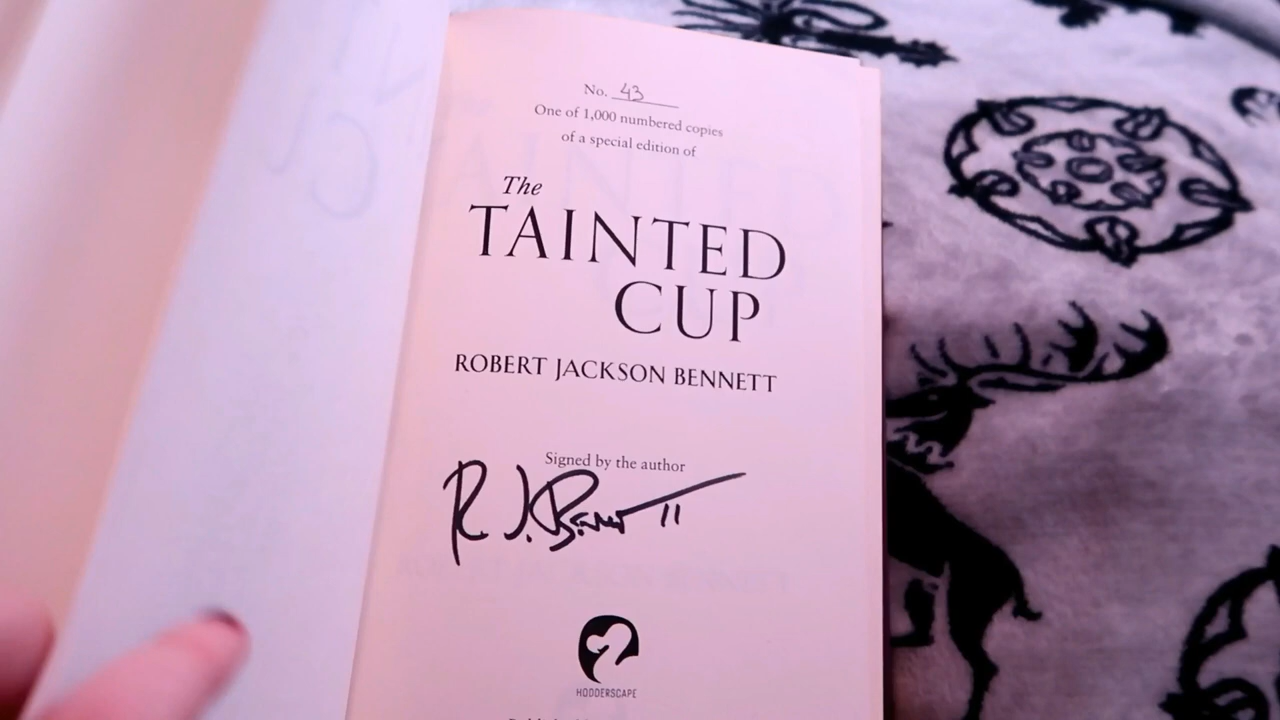 No. 43
One of 1,000 numbered copies
of a special edition of
The
TAINTED
CUP
ROBERT JACKSON BENNETT
Signed by the author
R. J. Bennett
HODDERSCAPE